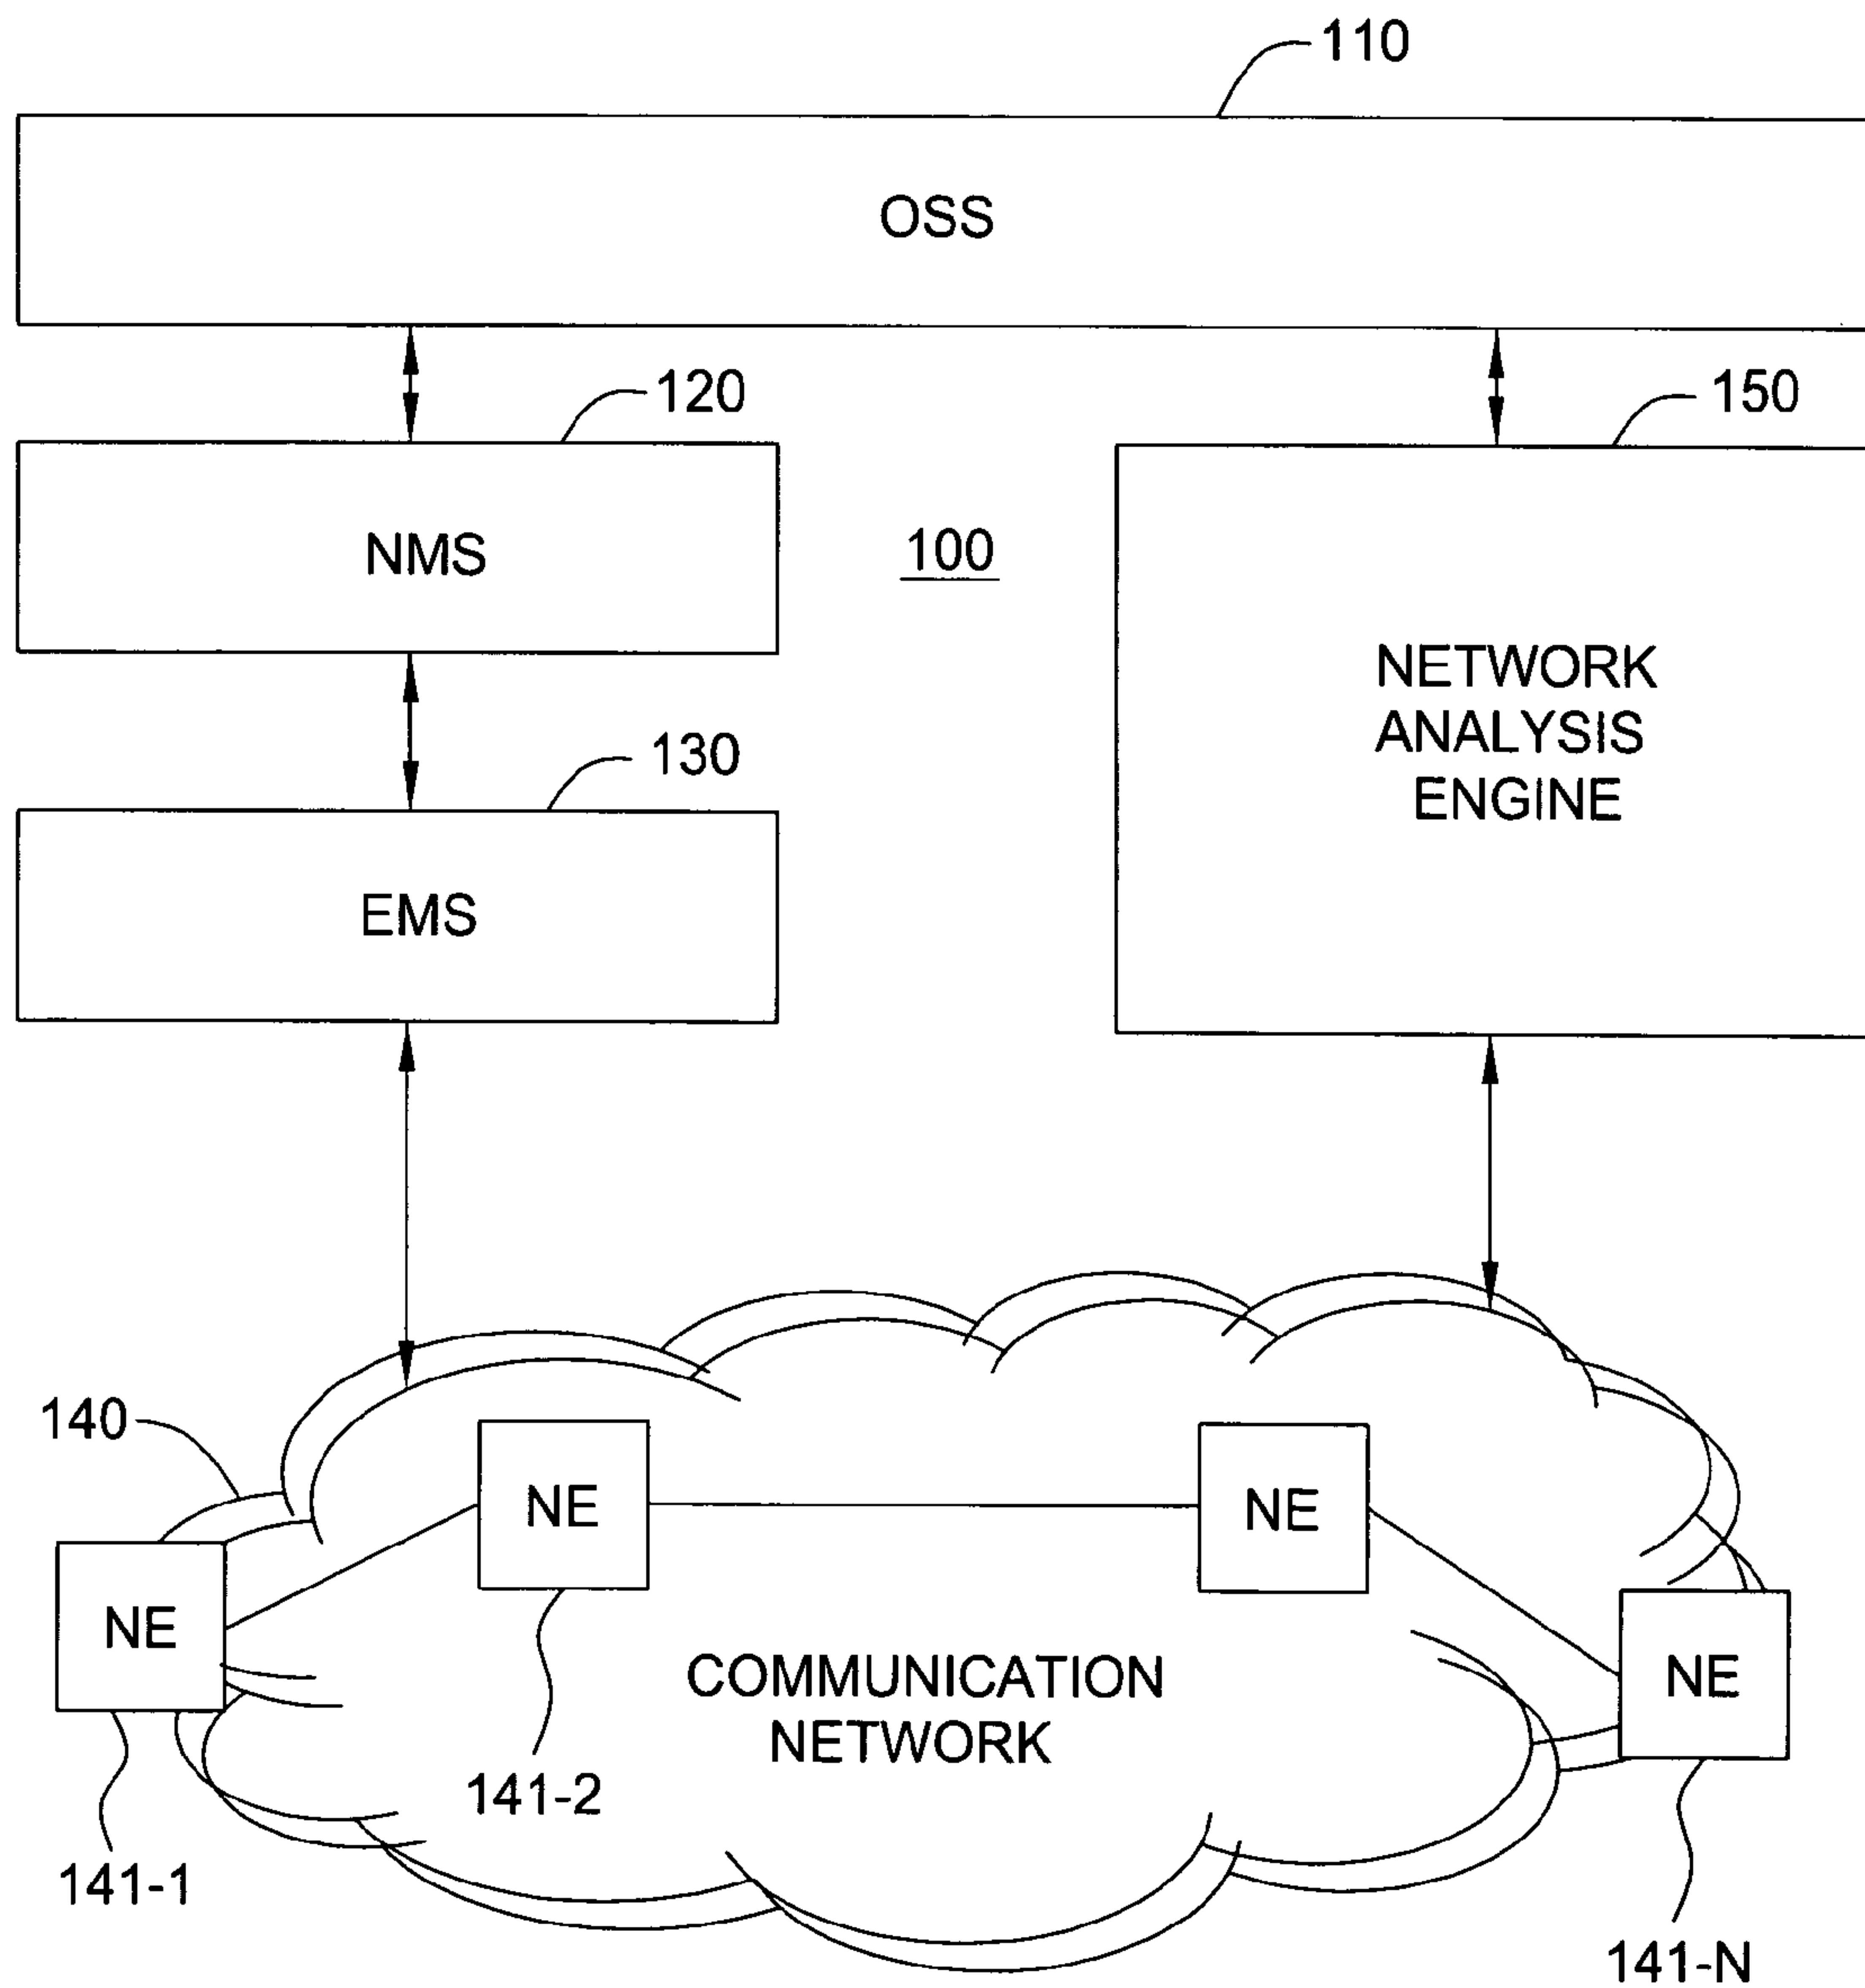 110
OSS
120
150
NMS
100
NETWORK
ANALYSIS
ENGINE
130
EMS
140
NE
NE
NE
NE
COMMUNICATION
NETWORK
141-2
141-1
141-N